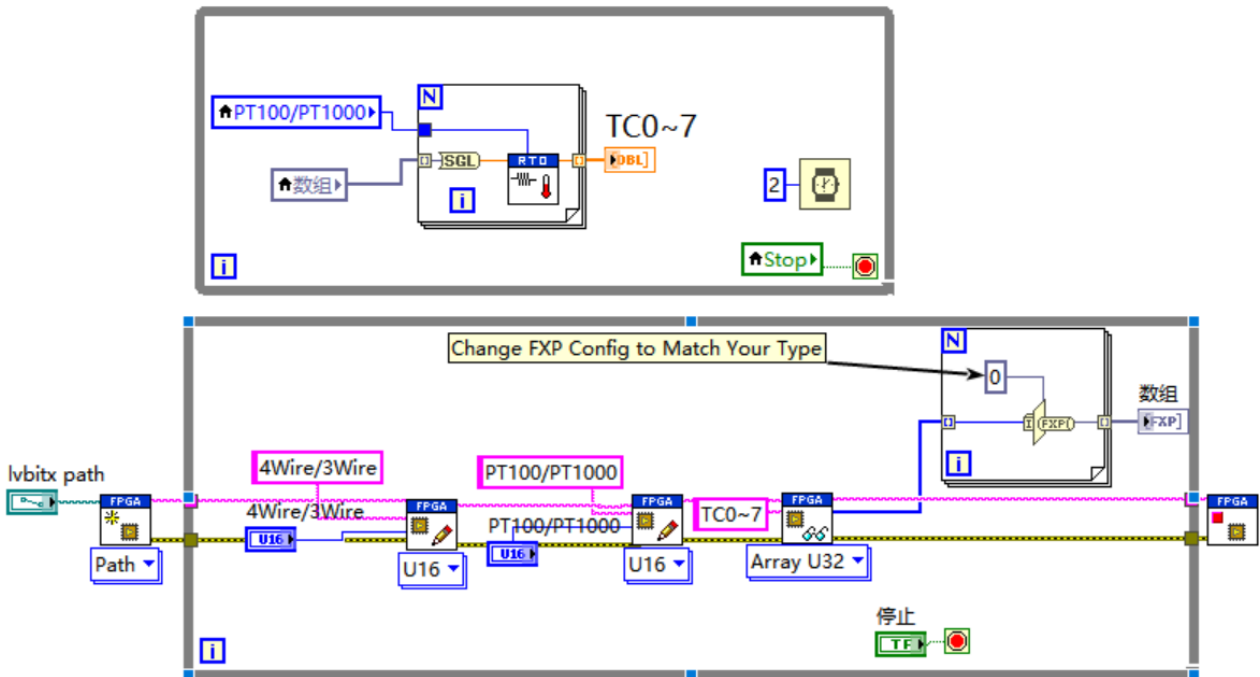 N
PT100/PT1000
TC0~7
SGL
RTD
DBL]
数组
i
2
i
Stop
Change FXP Config to Match Your Type
N
0
数组
FXP
FXP]
i
lvbitx path
4Wire/3Wire
PT100/PT1000
FPGA
4Wire/3Wire
FPGA
PT100/PT1000
FPGA
TC0~7
FPGA
FPGA
U16
U16
Path
U16
U16
Array U32
停止
TF
i